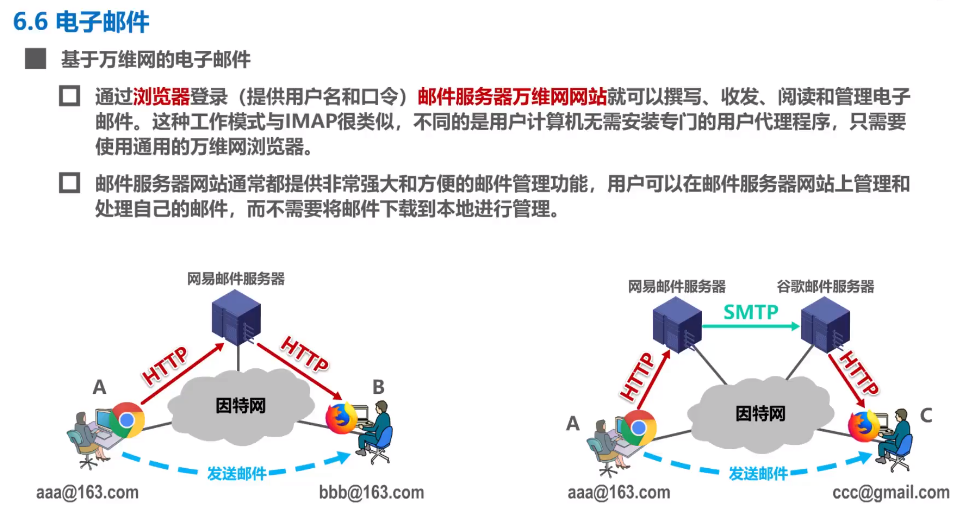 6.6 电子邮件
基于万维网的电子邮件
通过浏览器登录（提供用户名和口令）邮件服务器万维网网站就可以撰写、收发、阅读和管理电子
邮件。这种工作模式与IMAP很类似，不同的是用户计算机无需安装专门的用户代理程序，只需要
使用通用的万维网浏览器。
邮件服务器网站通常都提供非常强大和方便的邮件管理功能，用户可以在邮件服务器网站上管理和
处理自己的邮件，而不需要将邮件下载到本地进行管理。
网易邮件服务器
HTTP
HTTP
A
B
因特网
发送邮件
aaa@163.com
bbb@163.com
网易邮件服务器
谷歌邮件服务器
SMTP
HTTP
HTTP
A
C
因特网
发送邮件
aaa@163.com
ccc@gmail.com